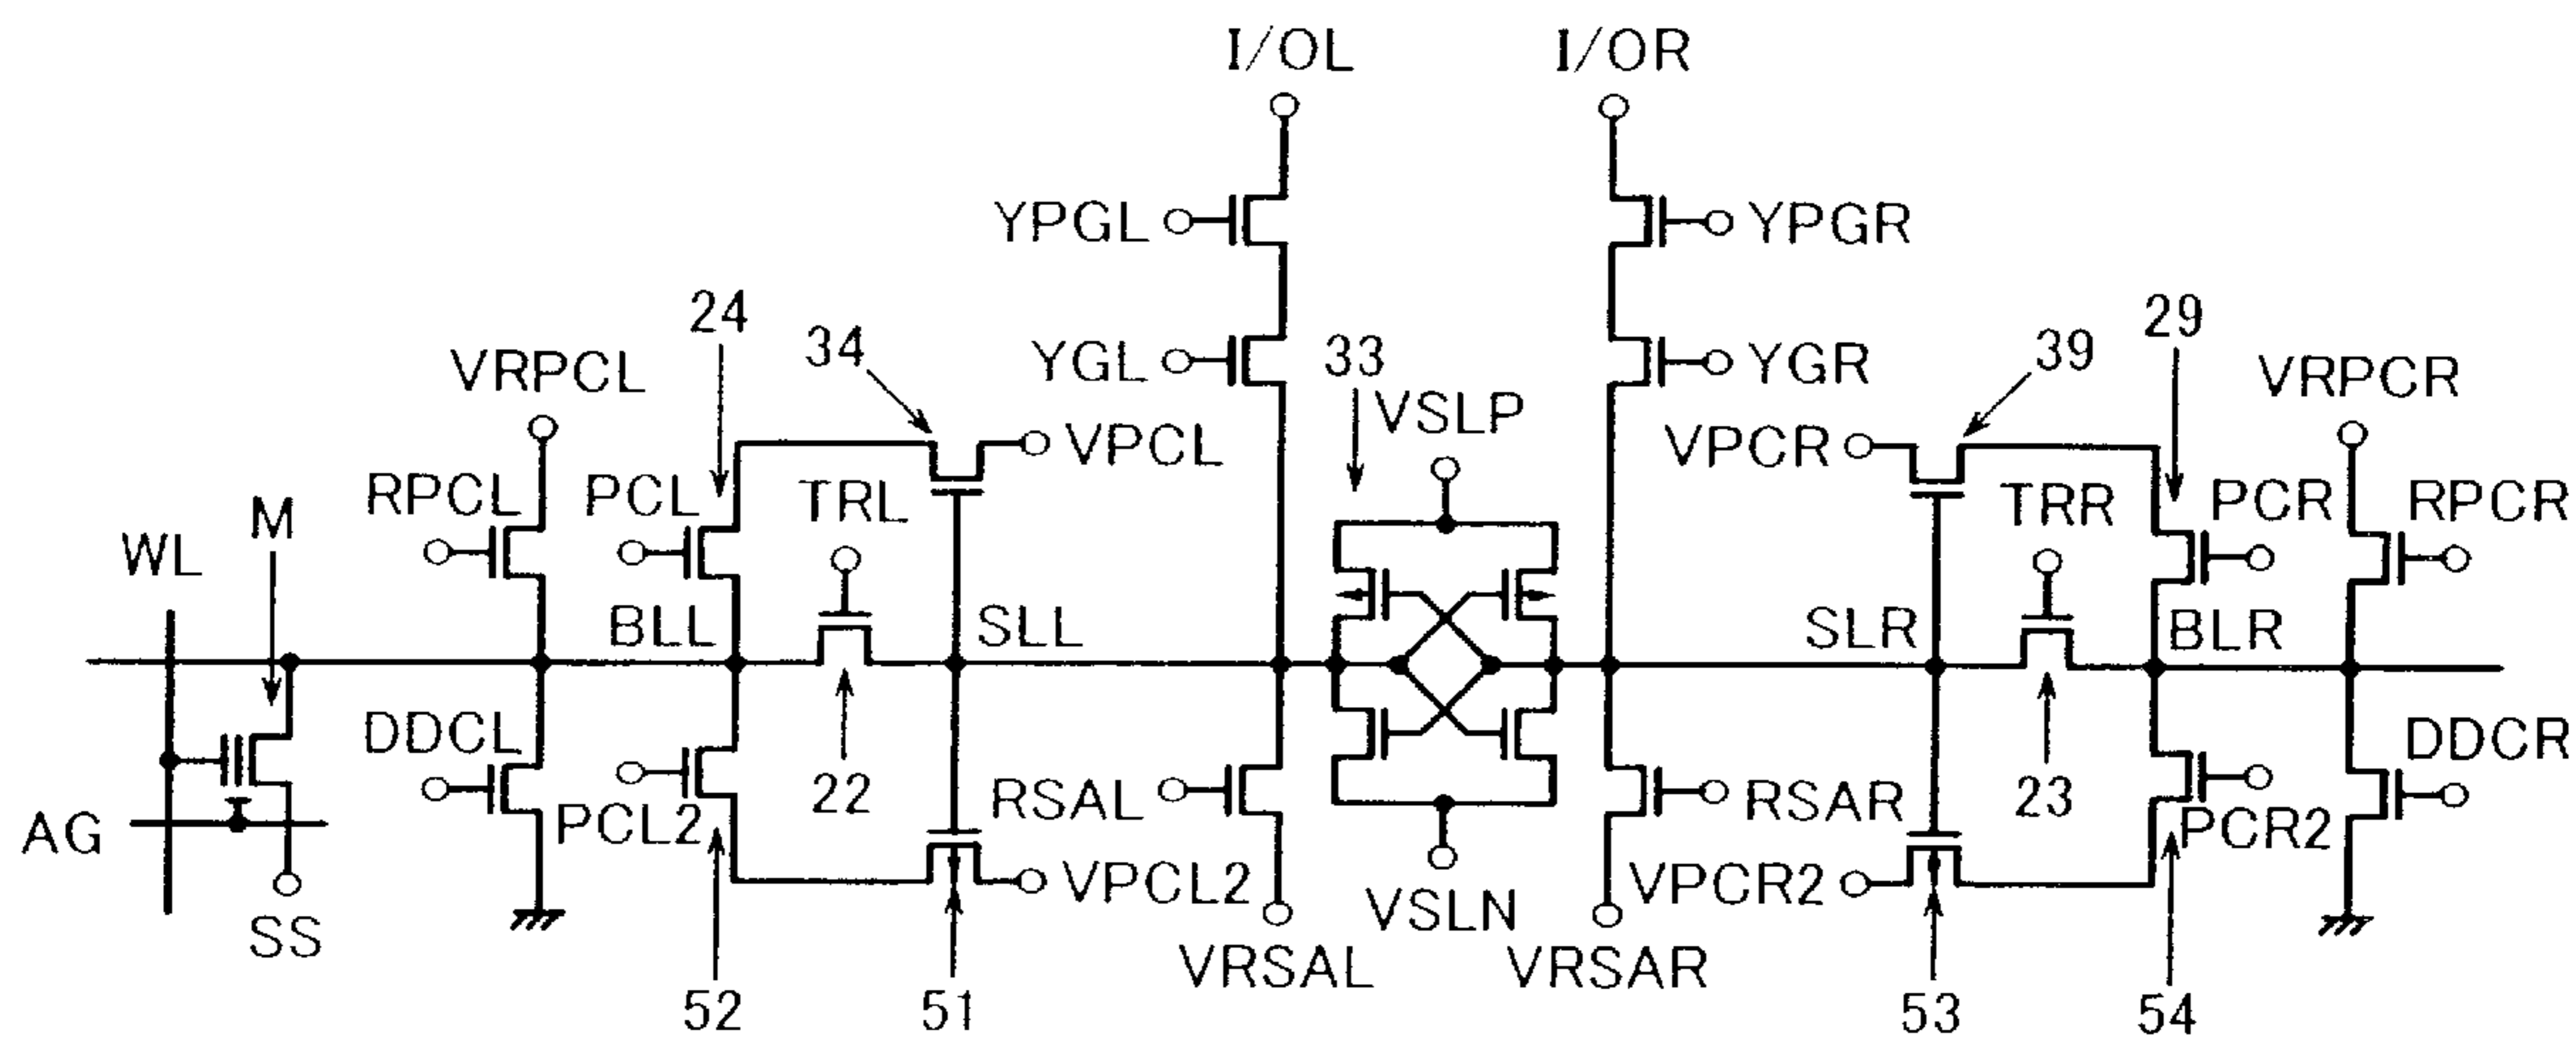 I/OL I/OR
YPGL YPGR
24 34 YGL 33 YGR 39 29
VRPCL VSLP VRPCR
VPCL VPCR
RPCL PCL TRL TRR PCR RPCR
WL M
BLL SLL SLR BLR
DDCL DDCR
AG PCL2 22 RSAL RSAR 23 PCR2
SS VPCL2 VSLN VPCR2
VRSAL VRSAR
52 51 53 54